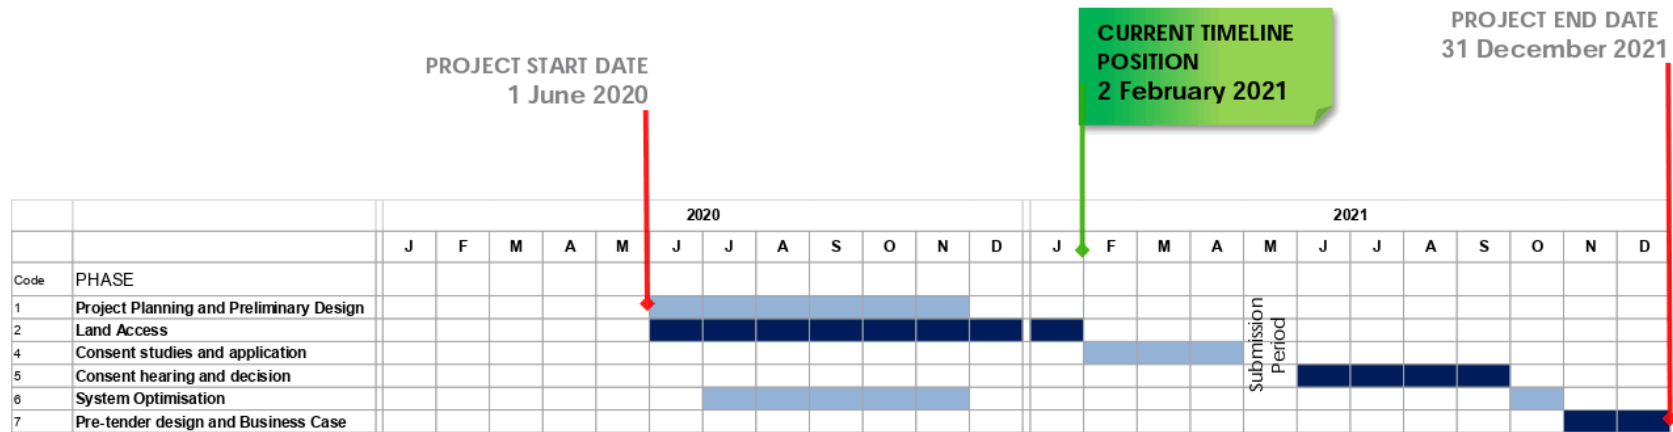 PROJECT START DATE
1 June 2020
CURRENT TIMELINE
POSITION
2 February 2021
PROJECT END DATE
31 December 2021
2020 2021
J F M A M J J A S O N D J F M A M J J A S O N D
Code PHASE
1 Project Planning and Preliminary Design
2 Land Access
4 Consent studies and application
5 Consent hearing and decision
6 System Optimisation
7 Pre-tender design and Business Case
Submission
Period